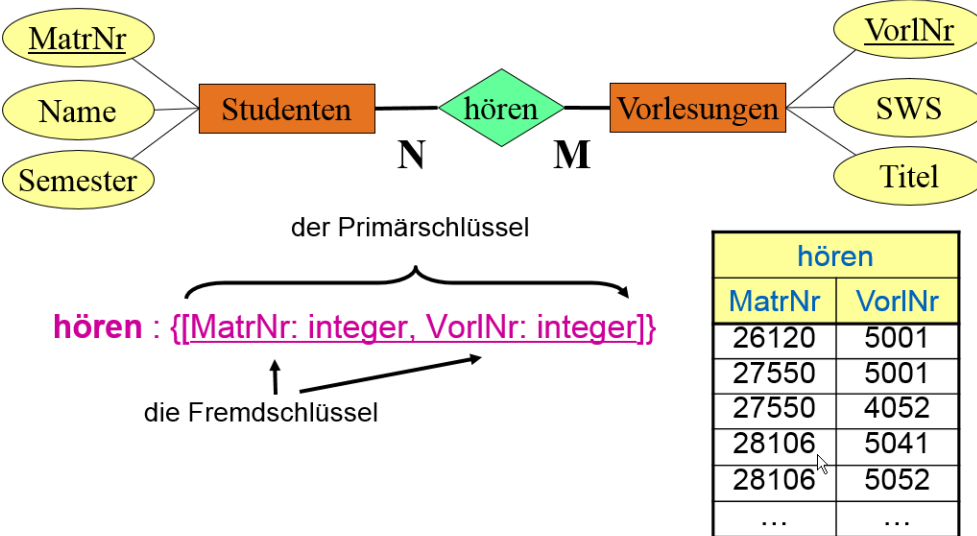 MatrNr
VorlNr
Name
Studenten
hören
Vorlesungen
SWS
N
M
Semester
Titel
der Primärschlüssel
hören : {[MatrNr: integer, VorlNr: integer]}
die Fremdschlüssel
hören
MatrNr VorlNr
26120 5001
27550 5001
27550 4052
28106 5041
28106 5052
... ...